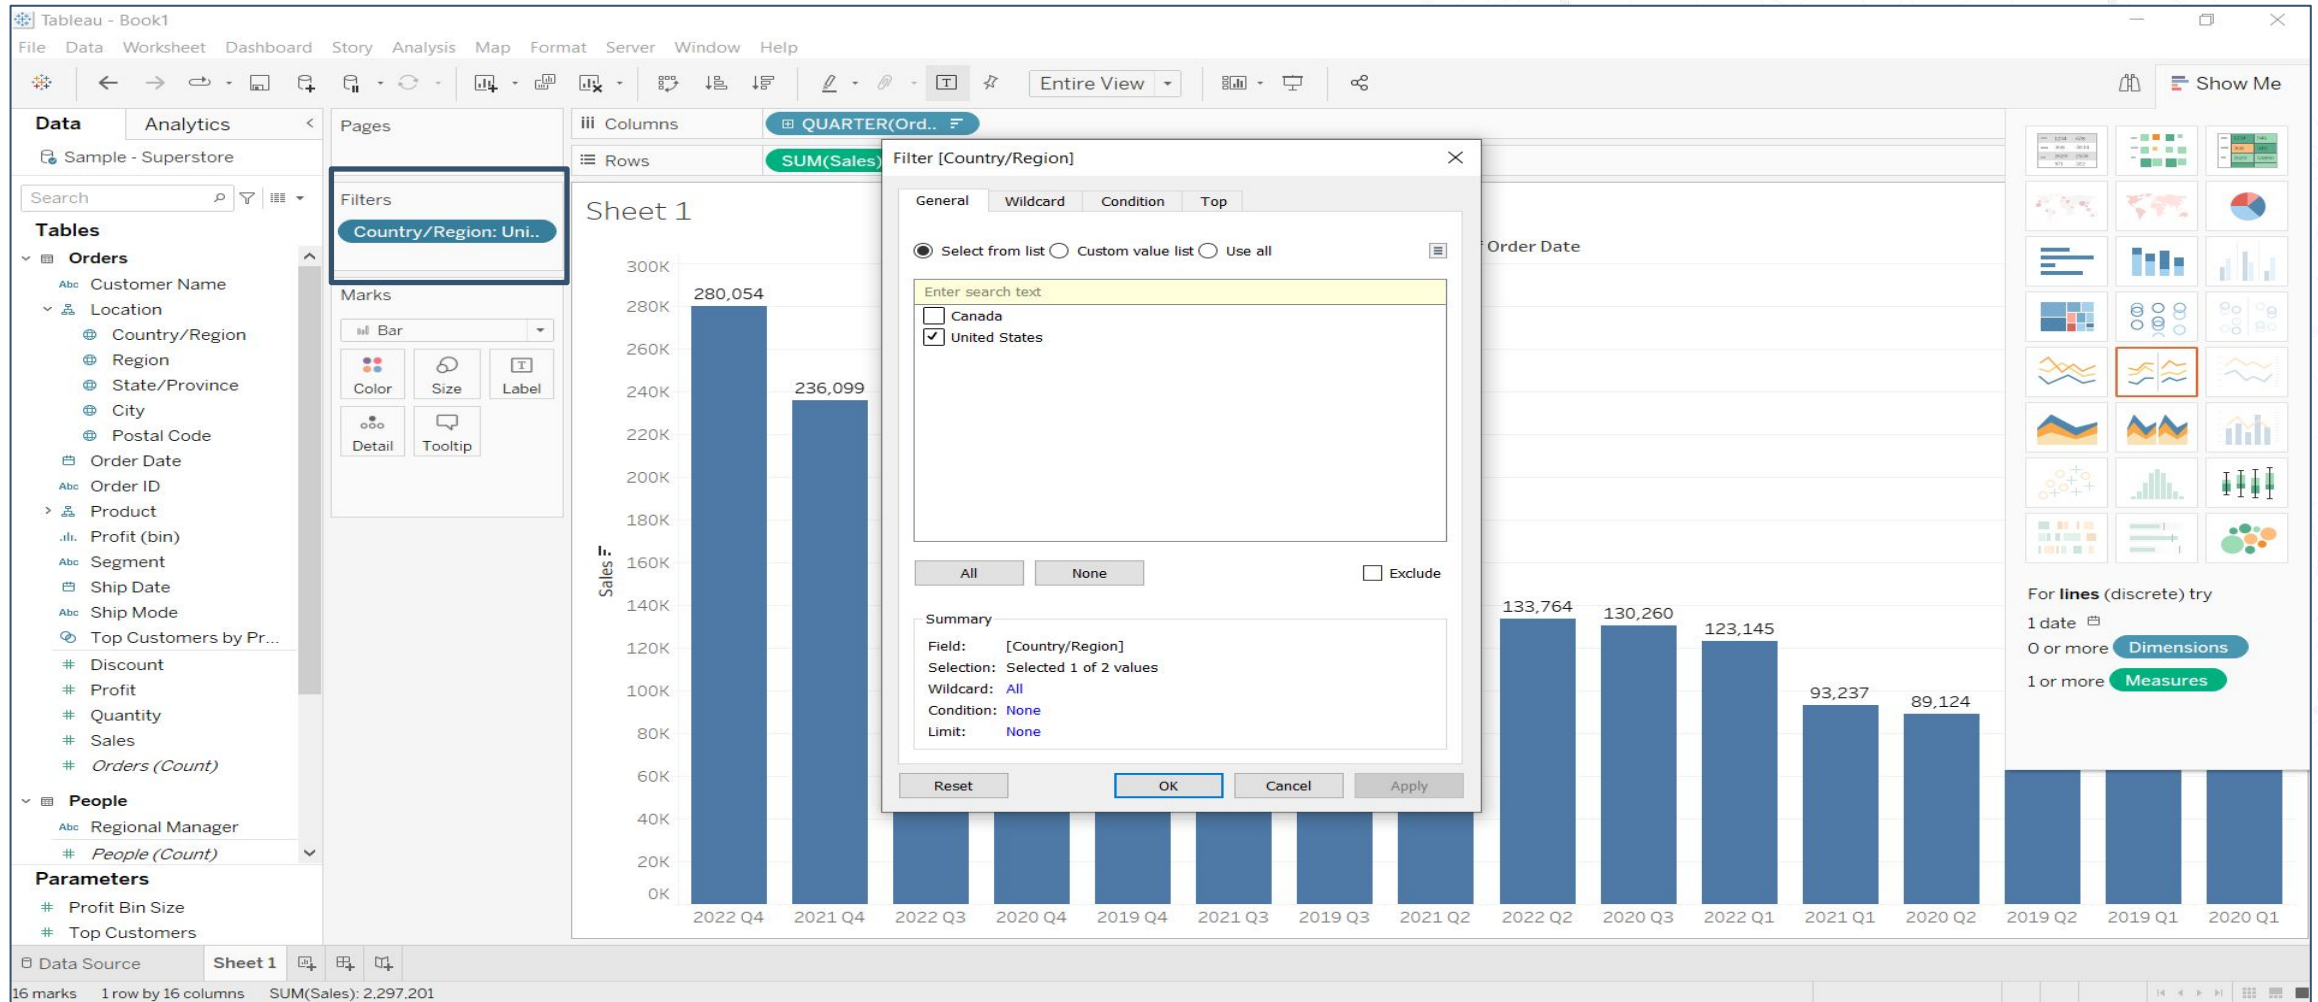 Tableau - Book1
File Data Worksheet Dashboard Story Analysis Map Format Server Window Help
Entire View
Show Me
Data Analytics
Sample - Superstore
Search
Tables
Orders
Abc Customer Name
Location
Country/Region
Region
State/Province
City
Postal Code
Order Date
Abc Order ID
Product
Profit (bin)
Abc Segment
Ship Date
Abc Ship Mode
Top Customers by Pr...
# Discount
# Profit
# Quantity
# Sales
# Orders (Count)
People
Abc Regional Manager
# People (Count)
Parameters
# Profit Bin Size
# Top Customers
Pages
Filters
Country/Region: Uni..
Marks
Bar
Color Size Label
Detail Tooltip
Columns QUARTER(Ord..
Rows SUM(Sales)
Sheet 1
Order Date
Sales
300K
280K
260K
240K
220K
200K
180K
160K
140K
120K
100K
80K
60K
40K
20K
0K
280,054
236,099
133,764
130,260
123,145
93,237
89,124
2022 Q4 2021 Q4 2022 Q3 2020 Q4 2019 Q4 2021 Q3 2019 Q3 2021 Q2 2022 Q2 2020 Q3 2022 Q1 2021 Q1 2020 Q2 2019 Q2 2019 Q1 2020 Q1
Filter [Country/Region]
General Wildcard Condition Top
Select from list Custom value list Use all
Enter search text
Canada
United States
All None Exclude
Summary
Field: [Country/Region]
Selection: Selected 1 of 2 values
Wildcard: All
Condition: None
Limit: None
Reset OK Cancel Apply
For lines (discrete) try
1 date
0 or more Dimensions
1 or more Measures
Data Source Sheet 1
16 marks 1 row by 16 columns SUM(Sales): 2,297,201